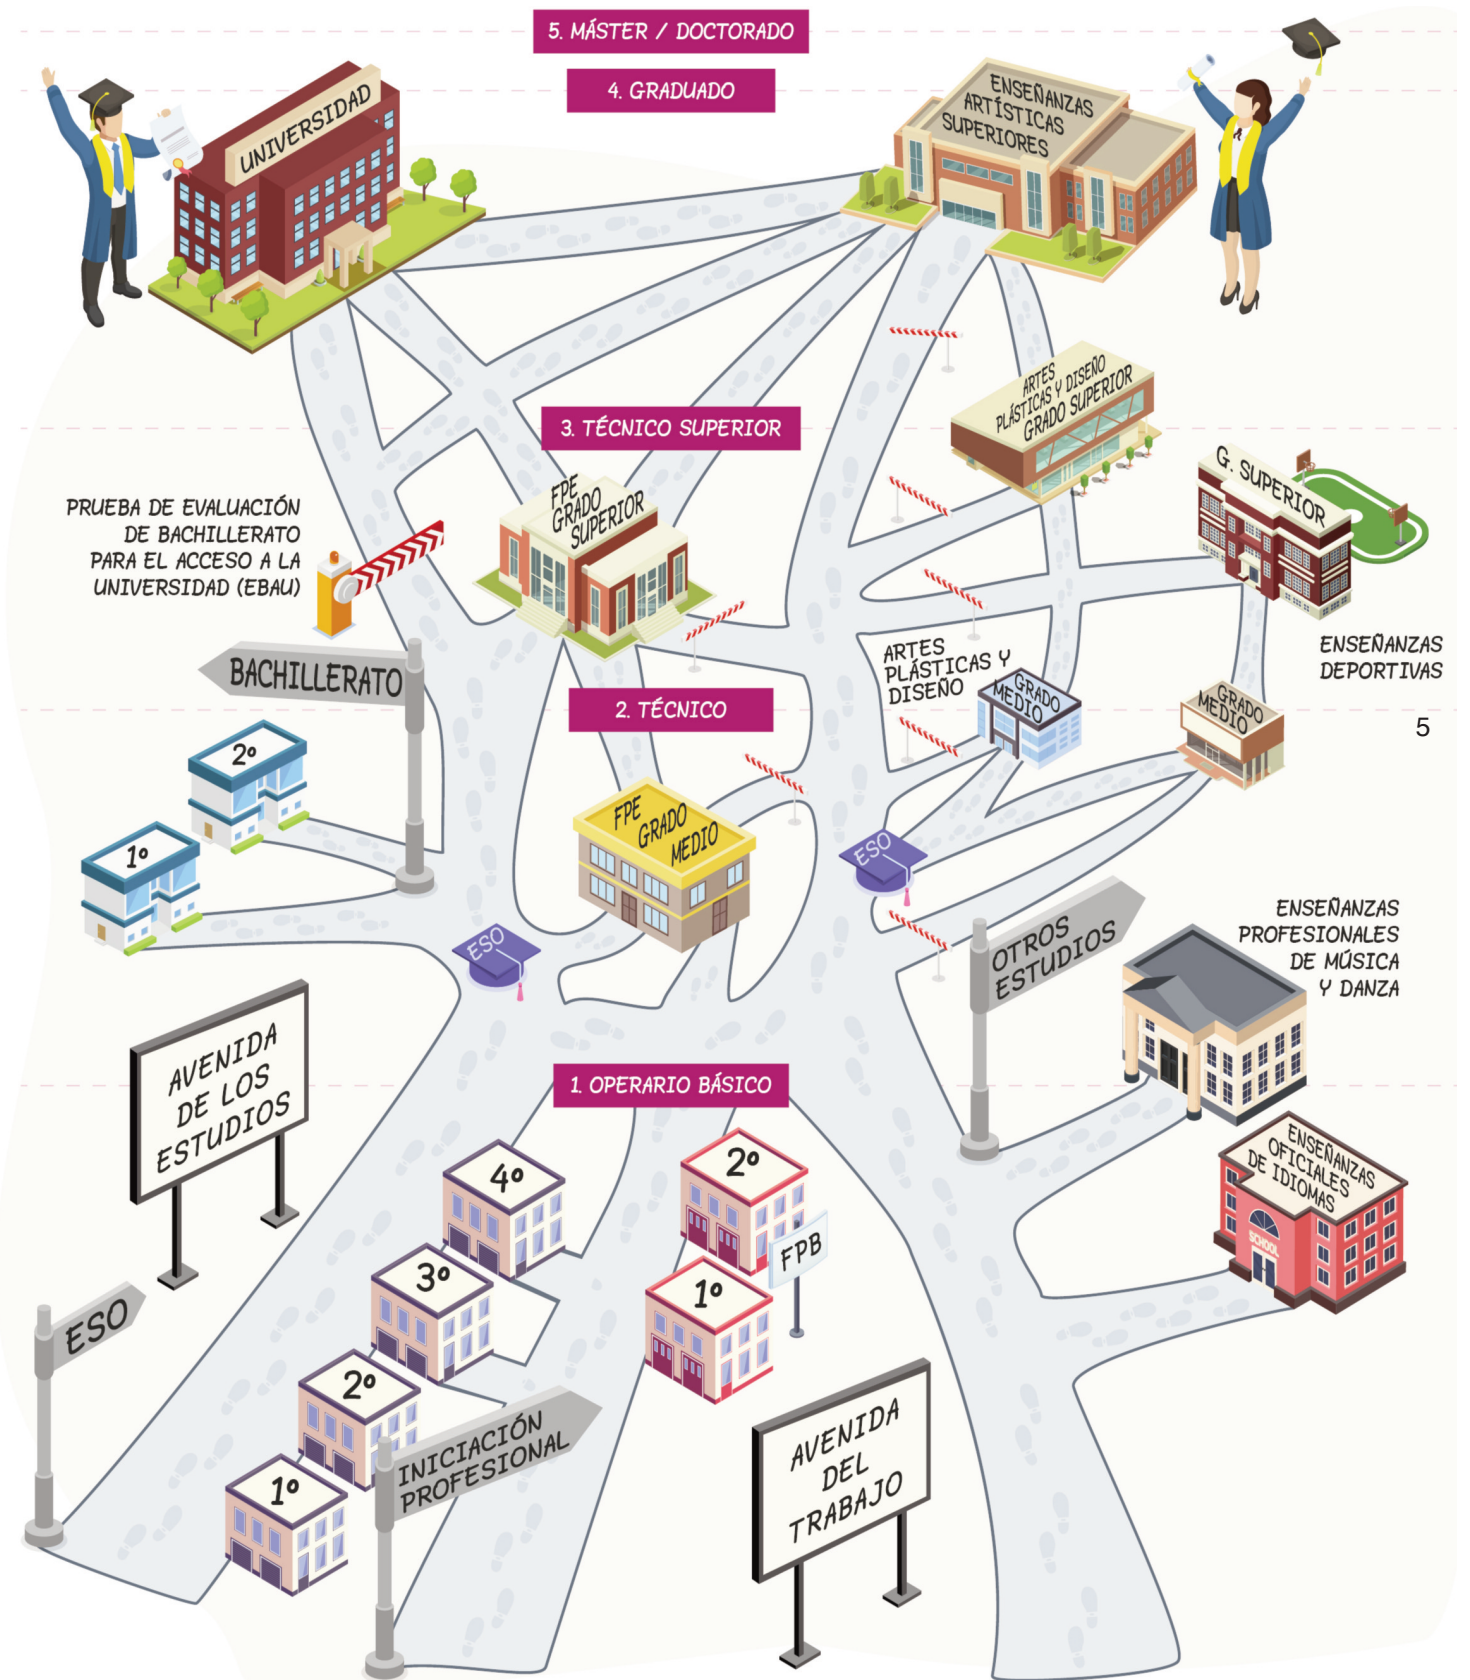 5. MÁSTER / DOCTORADO
4. GRADUADO
UNIVERSIDAD
ENSEÑANZAS
ARTÍSTICAS
SUPERIORES
ARTES
PLÁSTICAS Y DISEÑO
GRADO SUPERIOR
3. TÉCNICO SUPERIOR
G. SUPERIOR
FPE
GRADO
SUPERIOR
PRUEBA DE EVALUACIÓN
DE BACHILLERATO
PARA EL ACCESO A LA
UNIVERSIDAD (EBAU)
ENSEÑANZAS
DEPORTIVAS
BACHILLERATO
ARTES
PLÁSTICAS Y
DISEÑO
GRADO
MEDIO
GRADO
MEDIO
2. TÉCNICO
5
2º
1º
FPE
GRADO
MEDIO
ESO
ESO
OTROS
ESTUDIOS
ENSEÑANZAS
PROFESIONALES
DE MÚSICA
Y DANZA
AVENIDA
DE LOS
ESTUDIOS
1. OPERARIO BÁSICO
ENSEÑANZAS
OFICIALES
DE IDIOMAS
SCHOOL
4º
2º
FPB
3º
1º
ESO
2º
1º
INICIACIÓN
PROFESIONAL
AVENIDA
DEL
TRABAJO